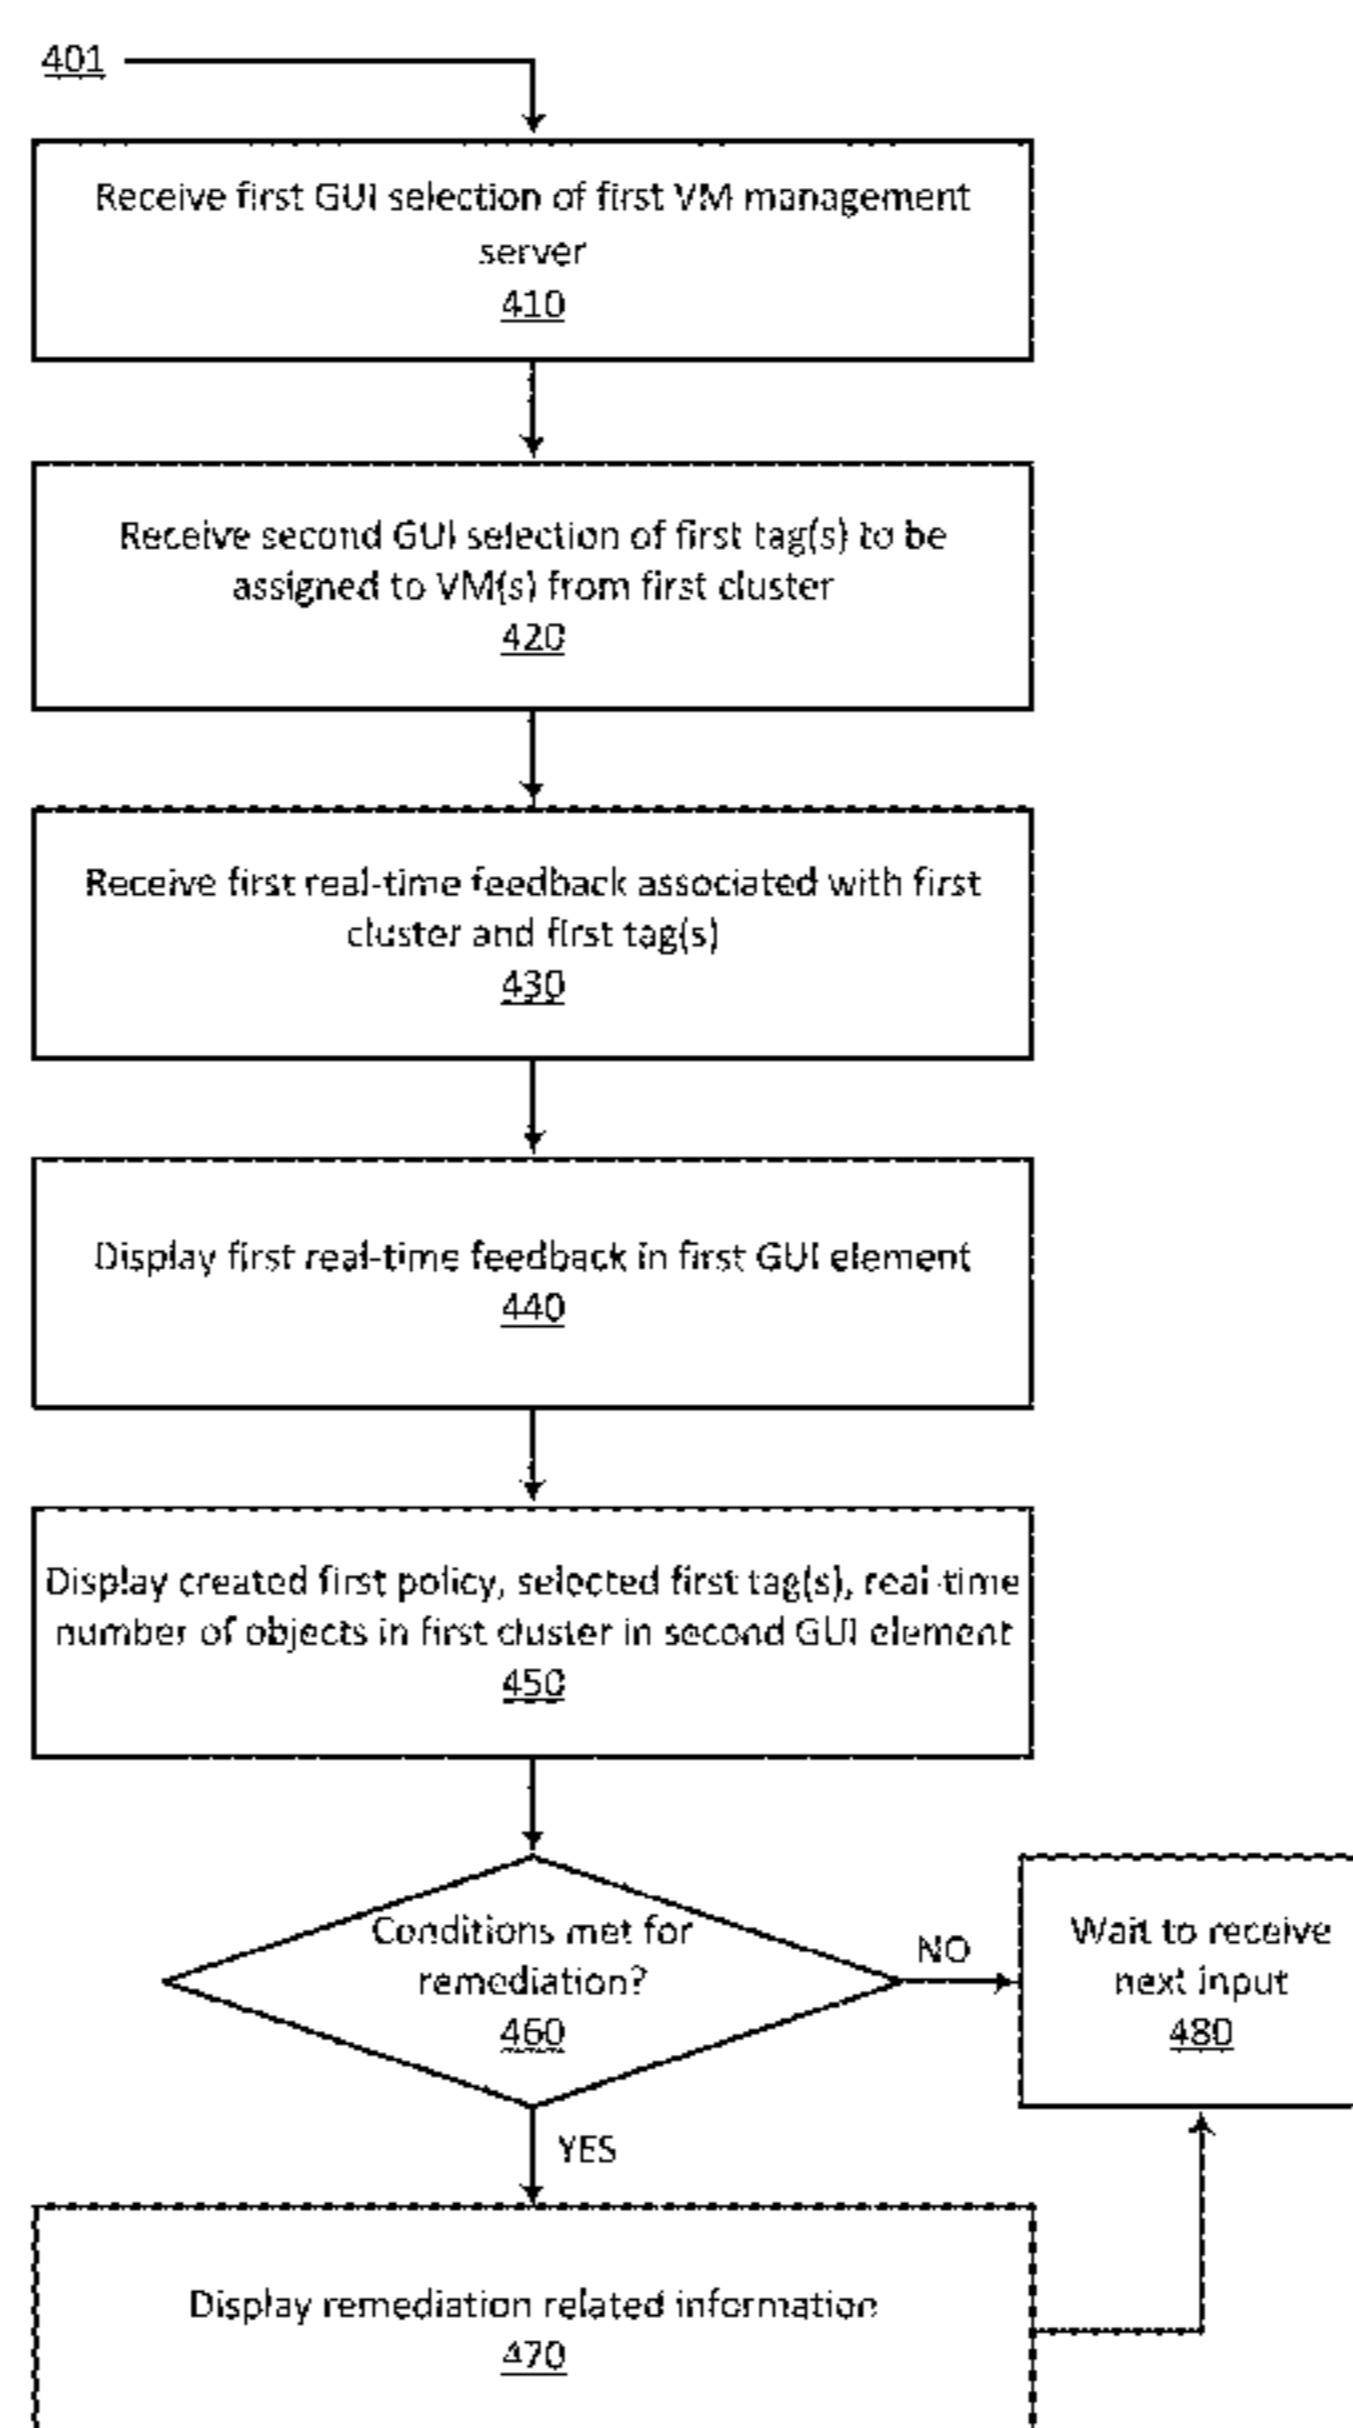 401
Receive first GUI selection of first VM management
server
410
Receive second GUI selection of first tag(s) to be
assigned to VM(s) from first cluster
420
Receive first real-time feedback associated with first
cluster and first tag(s)
430
Display first real-time feedback in first GUI element
440
Display created first policy, selected first tag(s), real-time
number of objects in first cluster in second GUI element
450
Conditions met for
remediation?
460
NO
Wait to receive
next input
480
YES
Display remediation related information
470